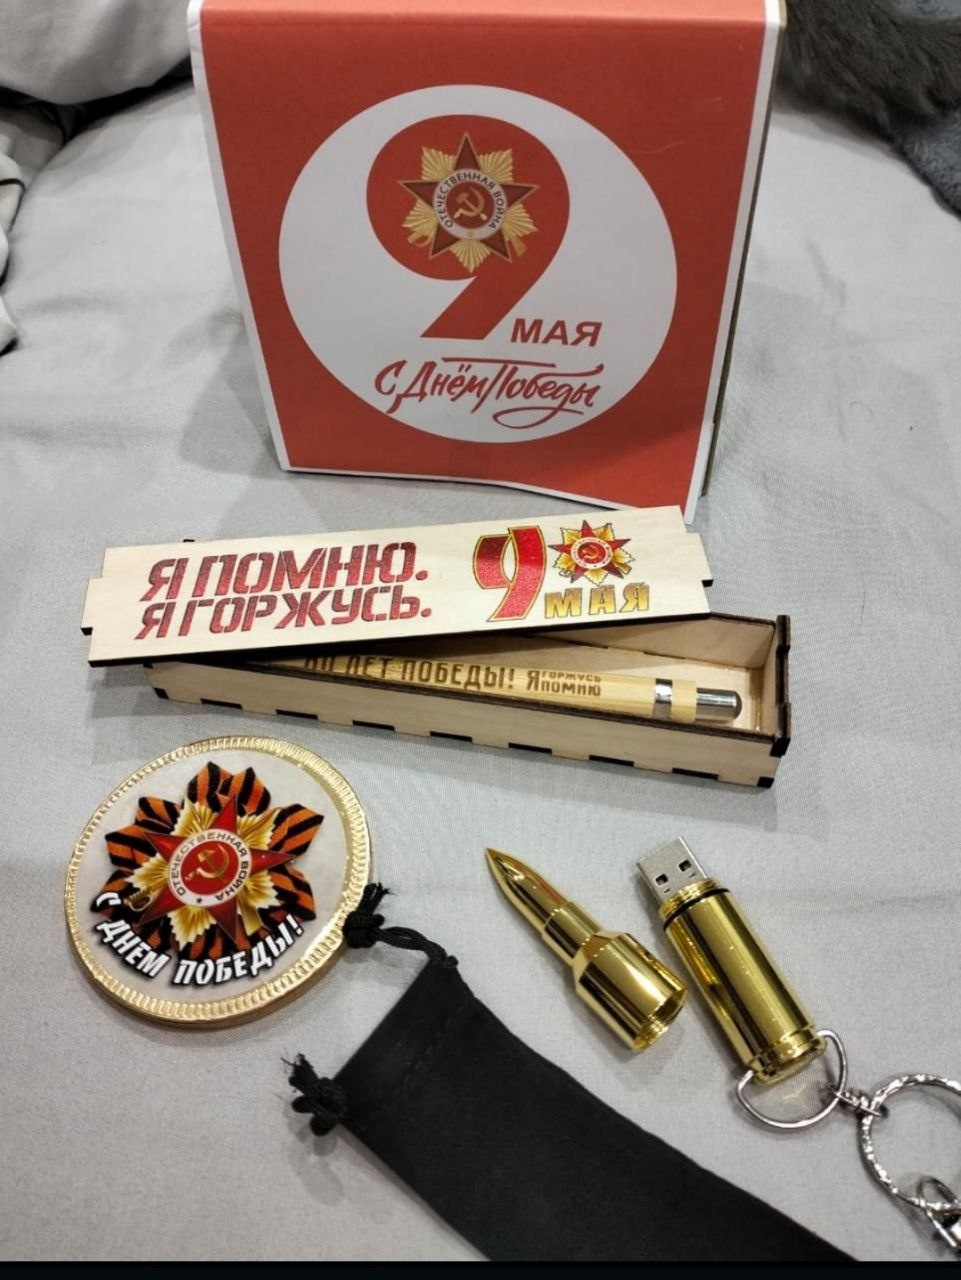 ОТЕЧЕСТВЕННАЯ ВОЙНА
9
МАЯ
С Днём Победы
Я ПОМНЮ.
Я ГОРЖУСЬ.
9
МАЯ
ЛЕТ ПОБЕДЫ!
Я
ГОРЖУСЬ
ПОМНЮ
ОТЕЧЕСТВЕННАЯ ВОЙНА
С ДНЕМ ПОБЕДЫ!